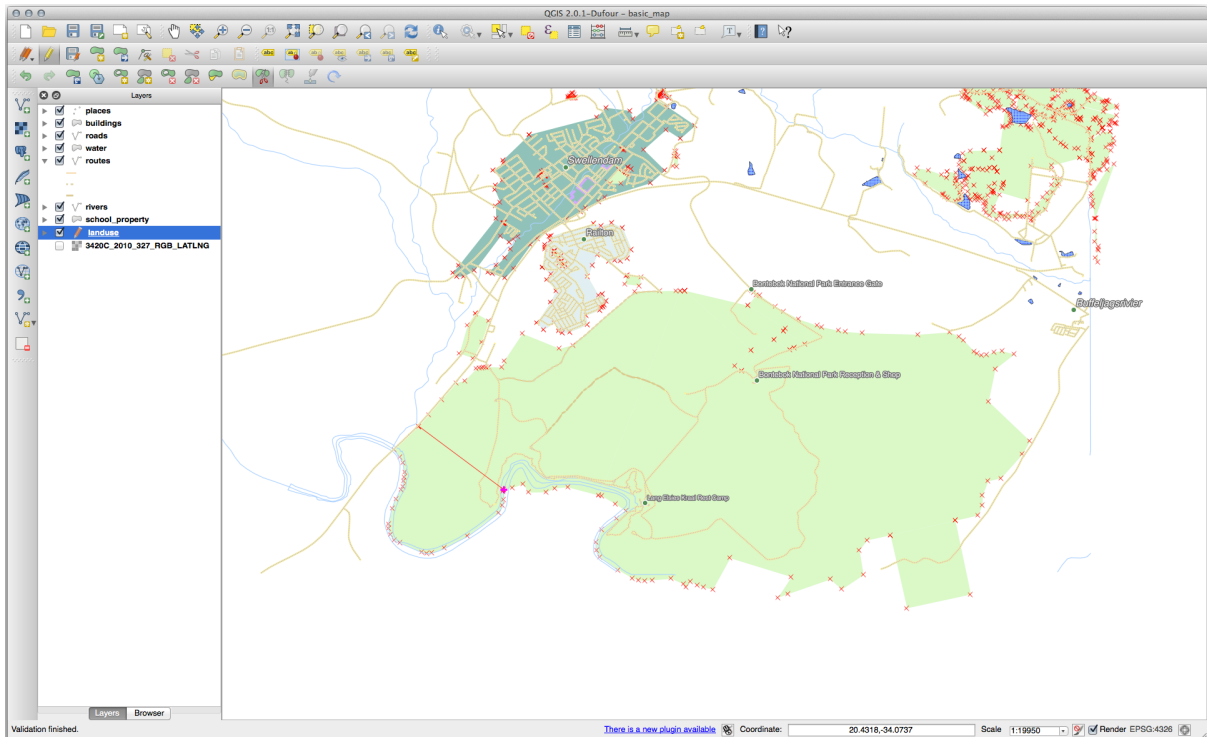 QGIS 2.0.1-Dufour - basic_map
Layers
places
buildings
roads
water
routes
rivers
school_property
landuse
3420C_2010_327_RGB_LATLNG
Swellendam
Railton
Bontebok National Park Entrance Gate
Buffeljagsrivier
Bontebok National Park Reception & Shop
Lang Elsies Kraal Rest Camp
Layers Browser
Validation finished. There is a new plugin available Coordinate: 20.4318,-34.0737 Scale 1:19950 Render EPSG:4326